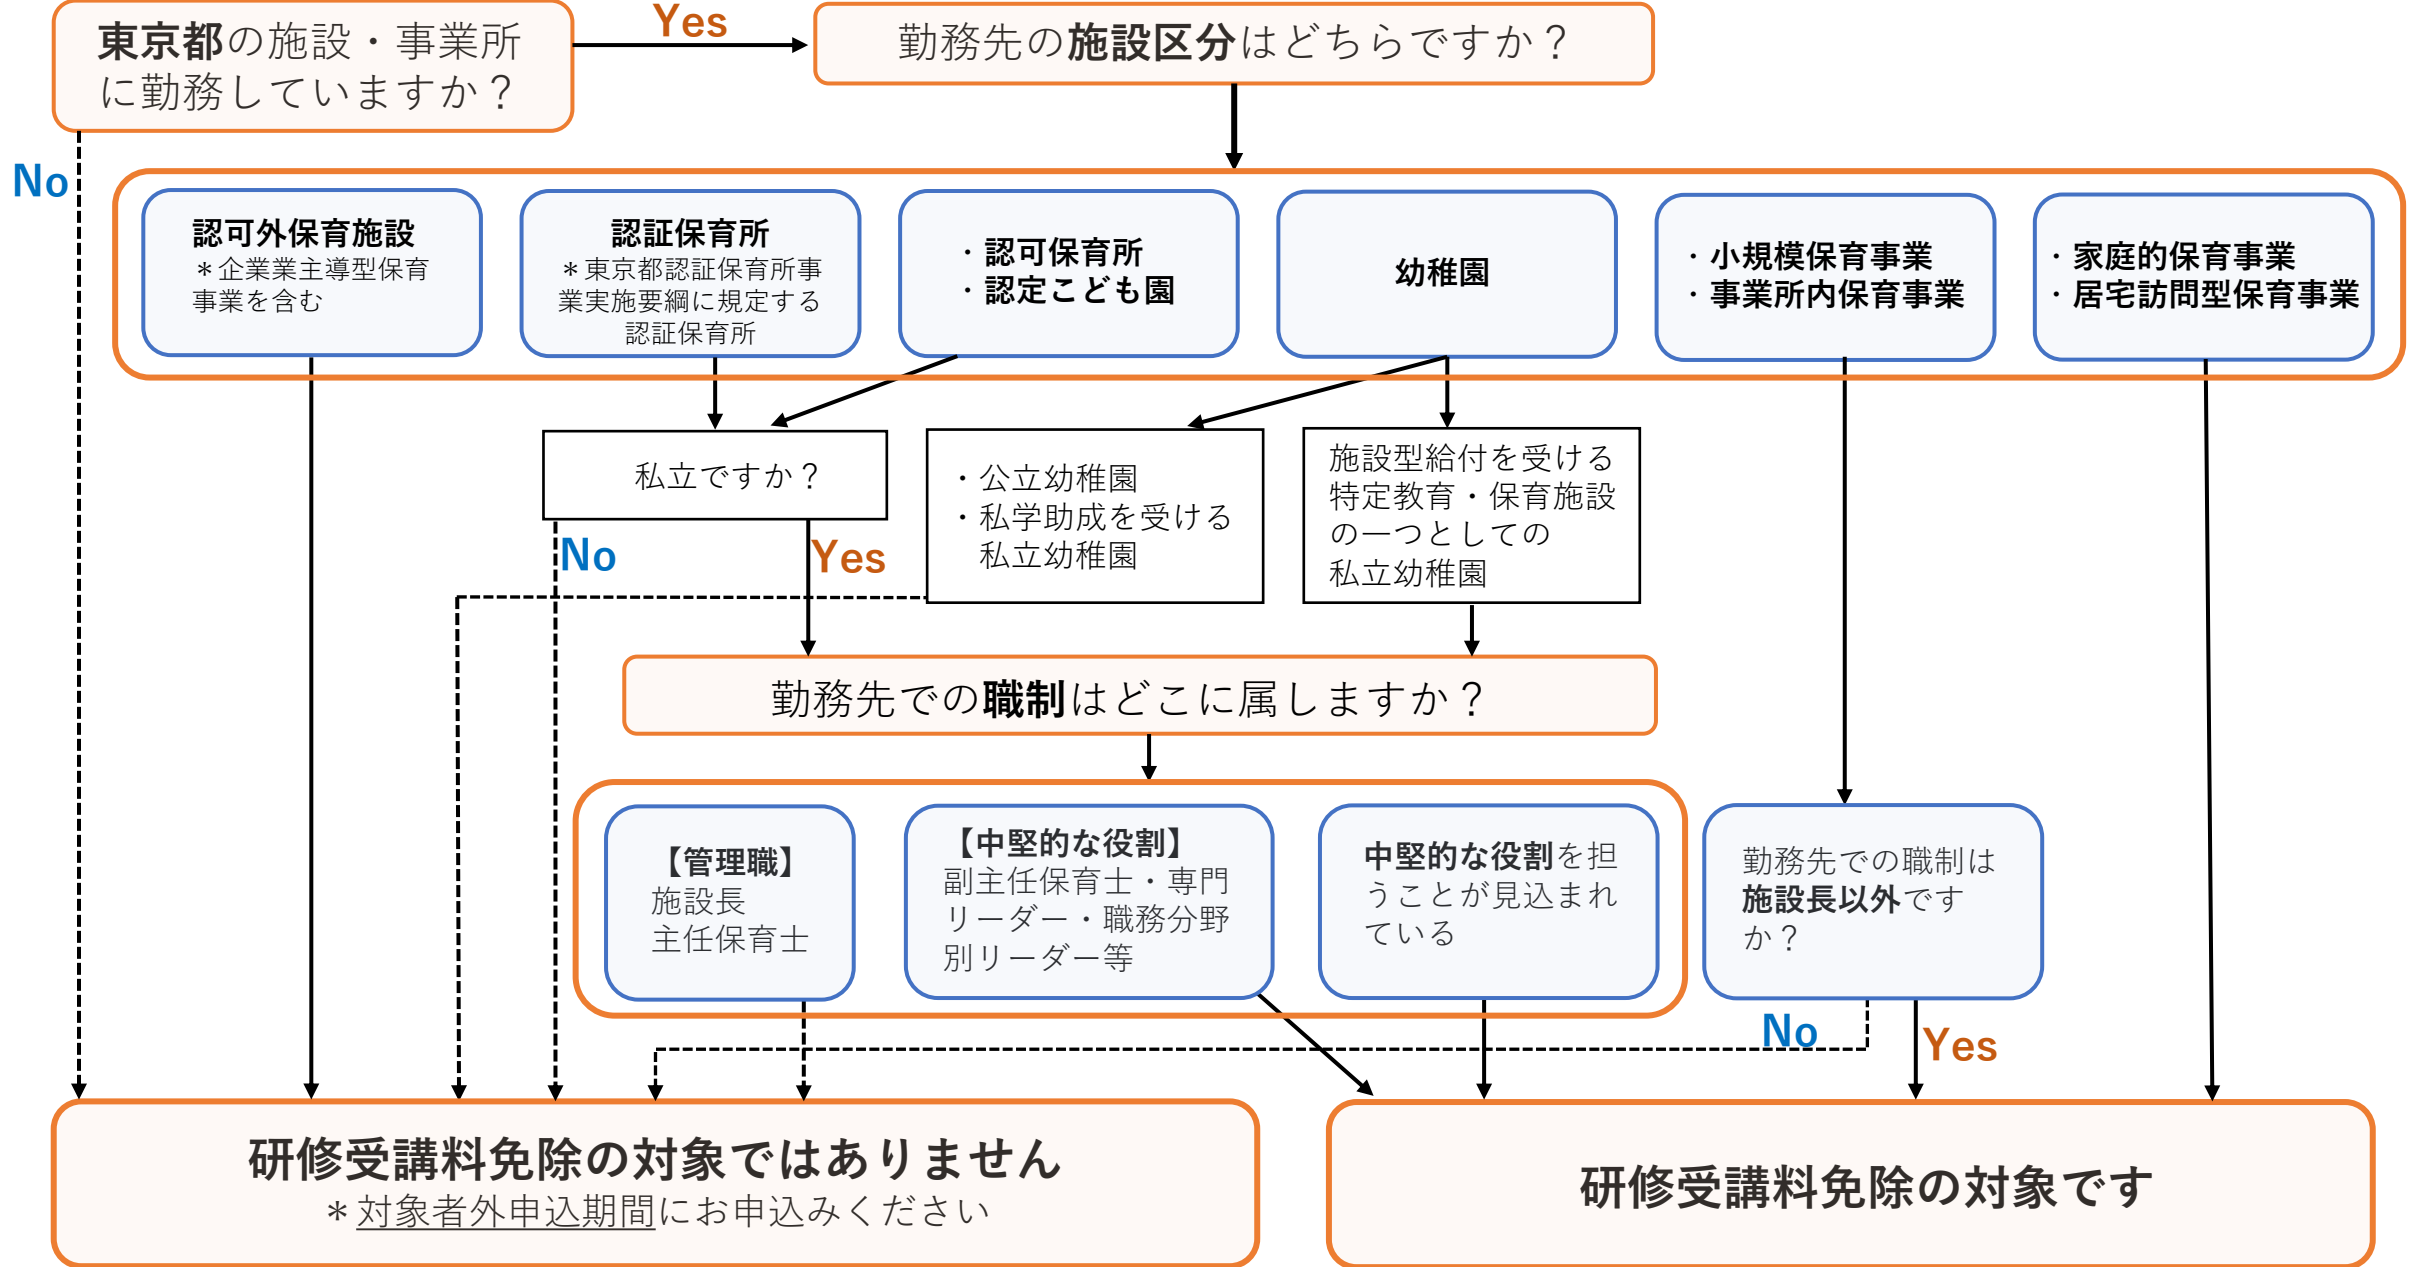 東京都の施設・事業所
に勤務していますか？
Yes
勤務先の施設区分はどちらですか？
No
認可外保育施設
＊企業業主導型保育
事業を含む
認証保育所
＊東京都認証保育所事
業実施要綱に規定する
認証保育所
・認可保育所
・認定こども園
幼稚園
・小規模保育事業
・事業所内保育事業
・家庭的保育事業
・居宅訪問型保育事業
私立ですか？
・公立幼稚園
・私学助成を受ける
私立幼稚園
施設型給付を受ける
特定教育・保育施設
の一つとしての
私立幼稚園
No
Yes
勤務先での職制はどこに属しますか？
【管理職】
施設長
主任保育士
【中堅的な役割】
副主任保育士・専門
リーダー・職務分野
別リーダー等
中堅的な役割を担
うことが見込まれ
ている
勤務先での職制は
施設長以外です
か？
No
Yes
研修受講料免除の対象ではありません
＊対象者外申込期間にお申込みください
研修受講料免除の対象です